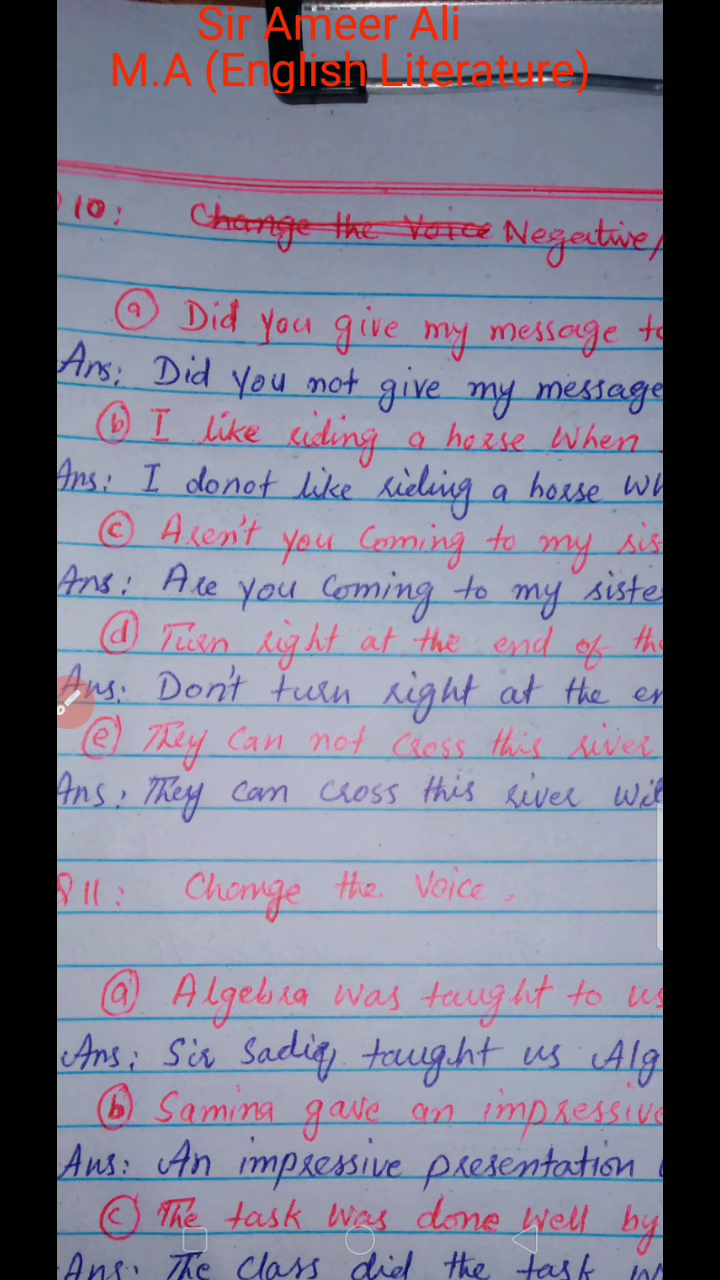 Sir Ameer Ali
M.A (English Literature)
10: Change the Voice Negative/
(a) Did you give my message to
Ans: Did you not give my message
(b) I like riding a horse when
Ans: I donot like riding a horse wh
(c) Aren't you coming to my sis
Ans: Are you coming to my siste
(d) Turn right at the end of the
Ans: Don't turn right at the en
(e) They can not cross this river
Ans: They can cross this river wit
Q 11: Change the Voice.
(a) Algebra was taught to us
Ans: Sir Sadiq taught us Alg
(b) Samina gave an impressive
Ans: An impressive presentation
(c) The task was done well by
Ans: The class did the task